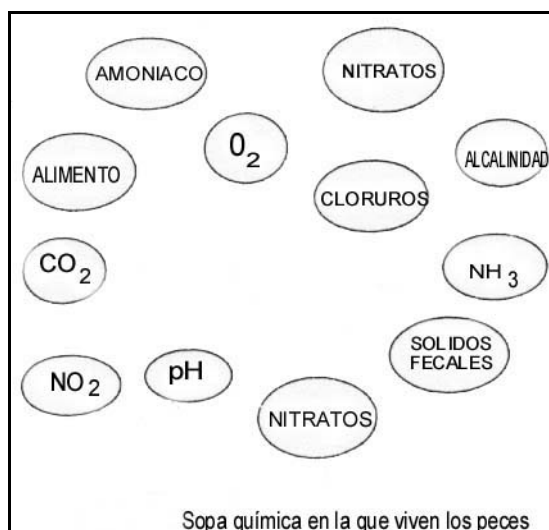 AMONIACO
NITRATOS
O₂
ALCALINIDAD
ALIMENTO
CLORUROS
CO₂
NH₃
SOLIDOS
FECALES
NO₂
pH
NITRATOS
Sopa química en la que viven los peces